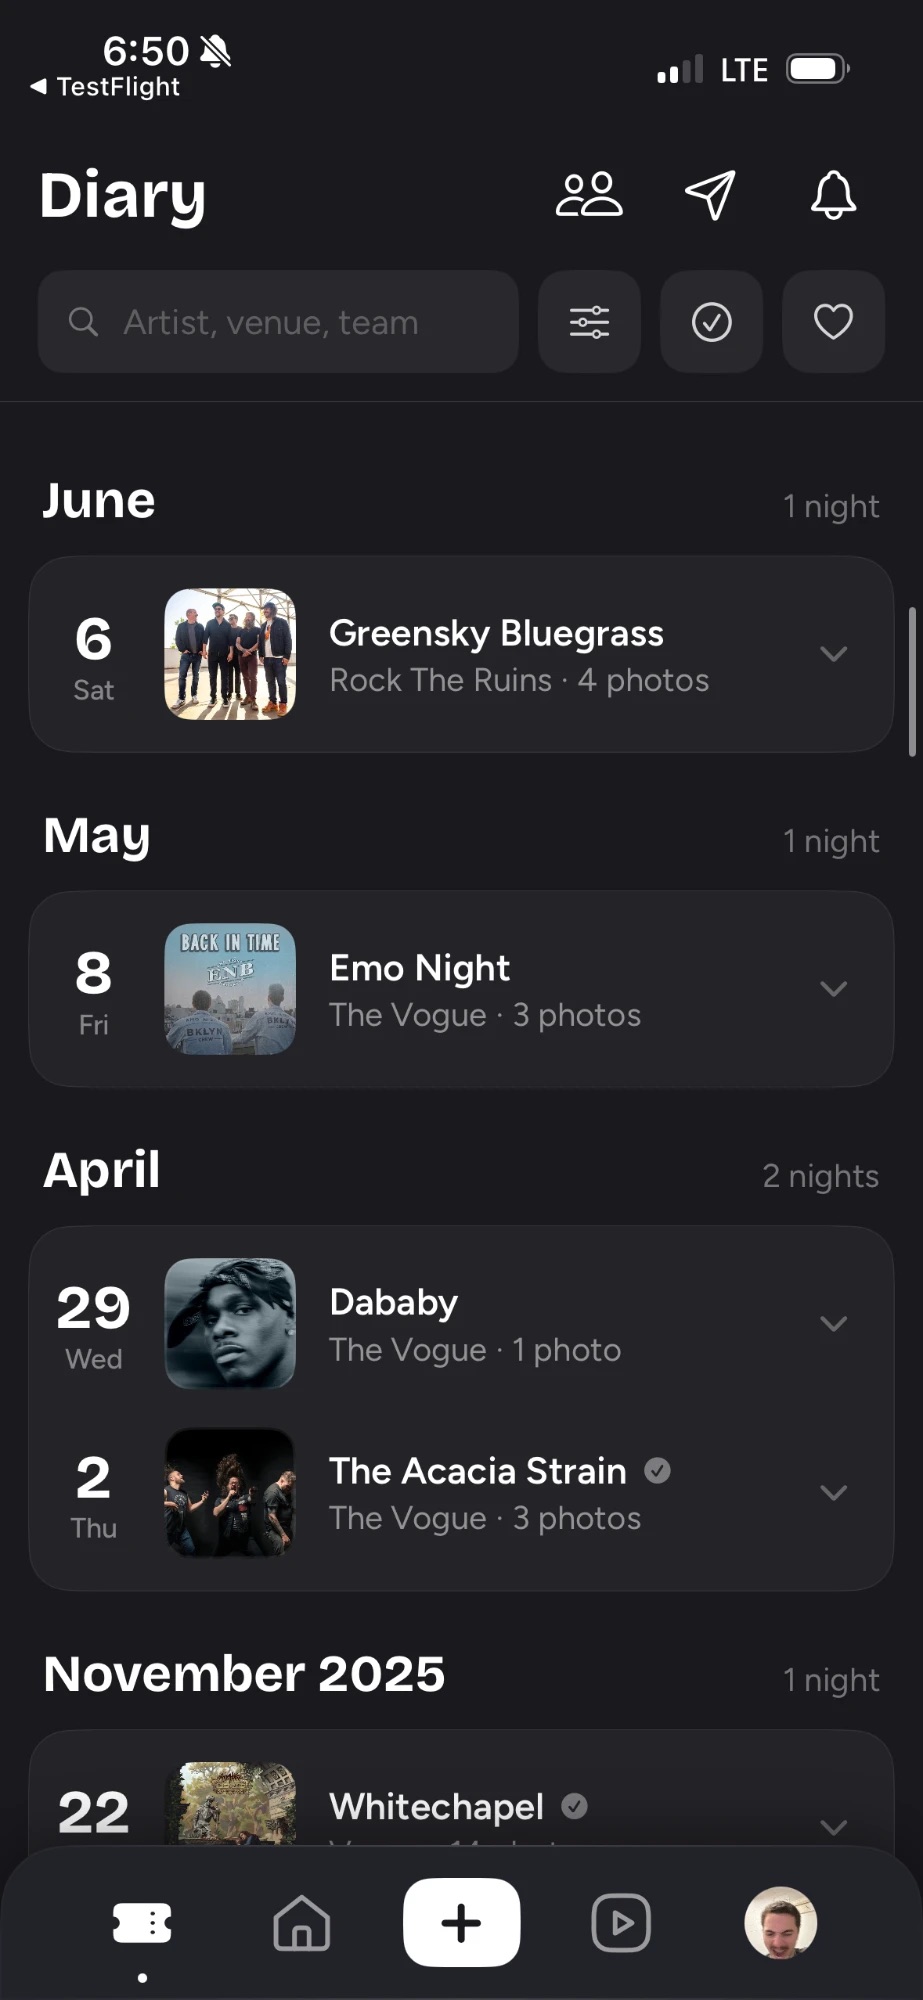 6:50
TestFlight
LTE
Diary
Artist, venue, team
June
1 night
6
Sat
Greensky Bluegrass
Rock The Ruins · 4 photos
May
1 night
8
Fri
BACK IN TIME
ENB
BKLYN
Emo Night
The Vogue · 3 photos
April
2 nights
29
Wed
Dababy
The Vogue · 1 photo
2
Thu
The Acacia Strain
The Vogue · 3 photos
November 2025
1 night
22
Whitechapel